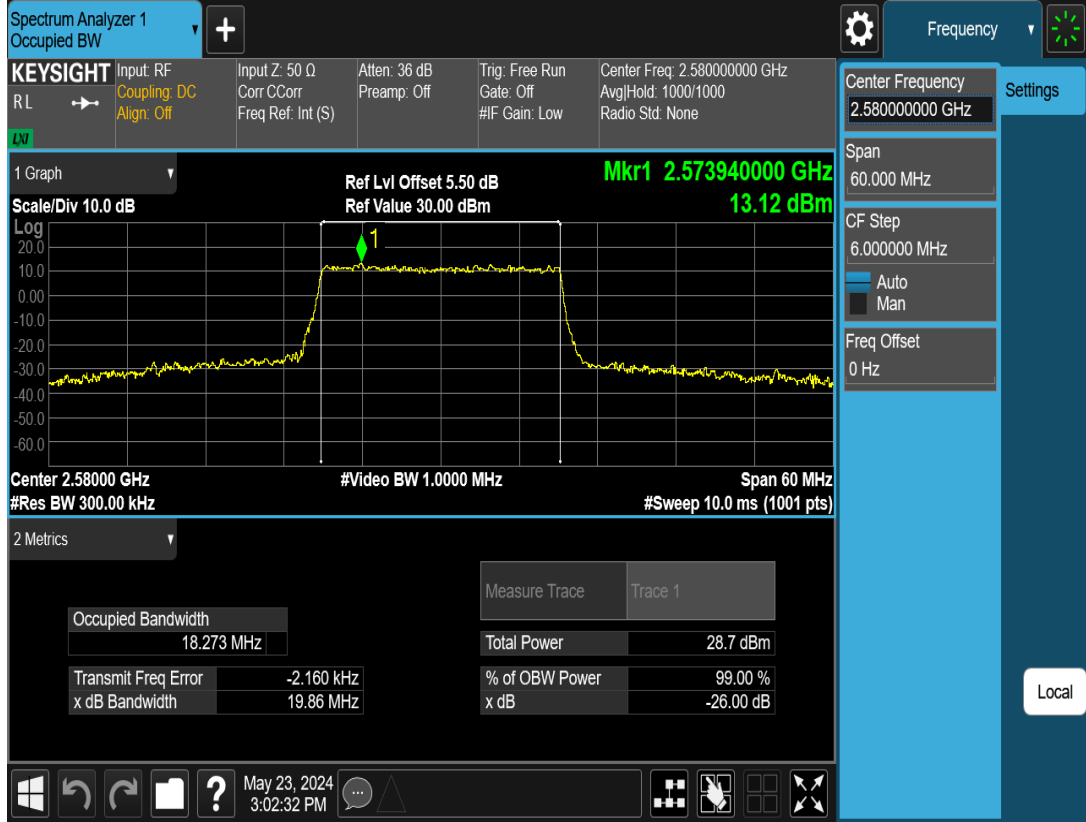 Spectrum Analyzer 1
Occupied BW
+
Frequency
KEYSIGHT
R L
LXI
Input: RF
Coupling: DC
Align: Off
Input Z: 50 Ω
Corr CCorr
Freq Ref: Int (S)
Atten: 36 dB
Preamp: Off
Trig: Free Run
Gate: Off
#IF Gain: Low
Center Freq: 2.580000000 GHz
Avg|Hold: 1000/1000
Radio Std: None
Center Frequency
2.580000000 GHz
Settings
Span
60.000 MHz
CF Step
6.000000 MHz
Auto
Man
Freq Offset
0 Hz
Local
1 Graph
Scale/Div 10.0 dB
Ref Lvl Offset 5.50 dB
Ref Value 30.00 dBm
Mkr1 2.573940000 GHz
13.12 dBm
Log
1
20.0
10.0
0.00
-10.0
-20.0
-30.0
-40.0
-50.0
-60.0
Center 2.58000 GHz
#Video BW 1.0000 MHz
Span 60 MHz
#Res BW 300.00 kHz
#Sweep 10.0 ms (1001 pts)
2 Metrics
Measure Trace
Trace 1
Occupied Bandwidth
18.273 MHz
Total Power
28.7 dBm
Transmit Freq Error
-2.160 kHz
% of OBW Power
99.00 %
x dB Bandwidth
19.86 MHz
x dB
-26.00 dB
?
May 23, 2024
3:02:32 PM